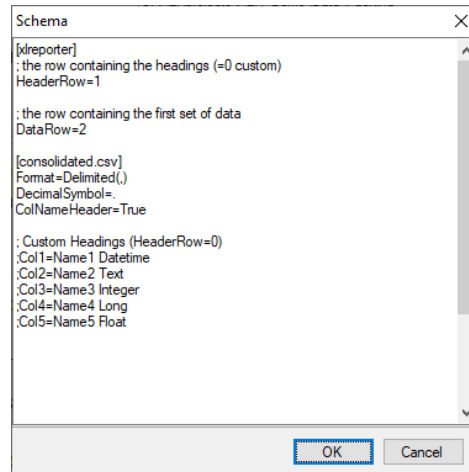 Schema
[xlreporter]
; the row containing the headings (=0 custom)
HeaderRow=1
; the row containing the first set of data
DataRow=2
[consolidated.csv]
Format=Delimited(,)
DecimalSymbol=.
ColNameHeader=True
; Custom Headings (HeaderRow=0)
;Col1=Name1 Datetime
;Col2=Name2 Text
;Col3=Name3 Integer
;Col4=Name4 Long
;Col5=Name5 Float
OK Cancel